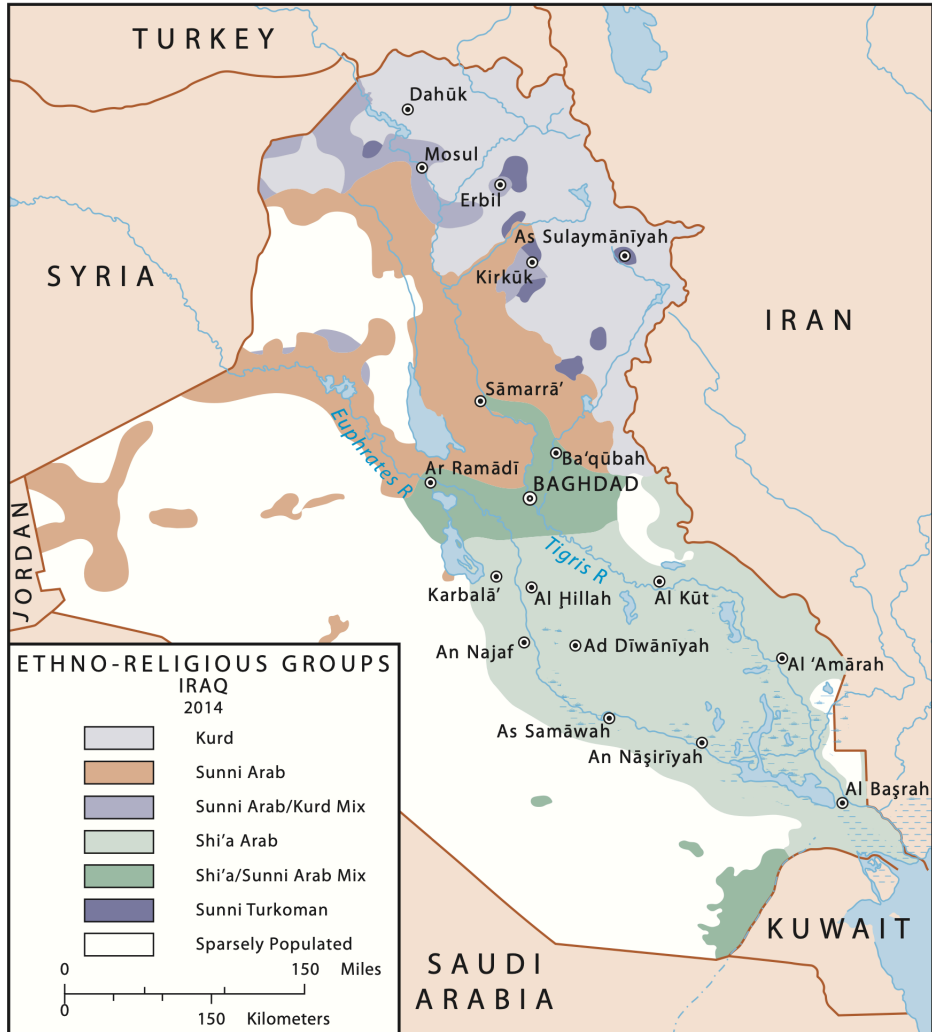 TURKEY
Dahūk
Mosul
Erbil
As Sulaymānīyah
SYRIA
Kirkūk
IRAN
Sāmarrā'
Euphrates R
Ba'qūbah
Ar Ramādī
BAGHDAD
JORDAN
Tigris R
Karbalā'
Al Ḩillah
Al Kūt
An Najaf
Ad Dīwānīyah
Al 'Amārah
As Samāwah
An Nāşirīyah
Al Başrah
KUWAIT
SAUDI
ARABIA
ETHNO-RELIGIOUS GROUPS
IRAQ
2014
Kurd
Sunni Arab
Sunni Arab/Kurd Mix
Shi'a Arab
Shi'a/Sunni Arab Mix
Sunni Turkoman
Sparsely Populated
0 150 Miles
0 150 Kilometers